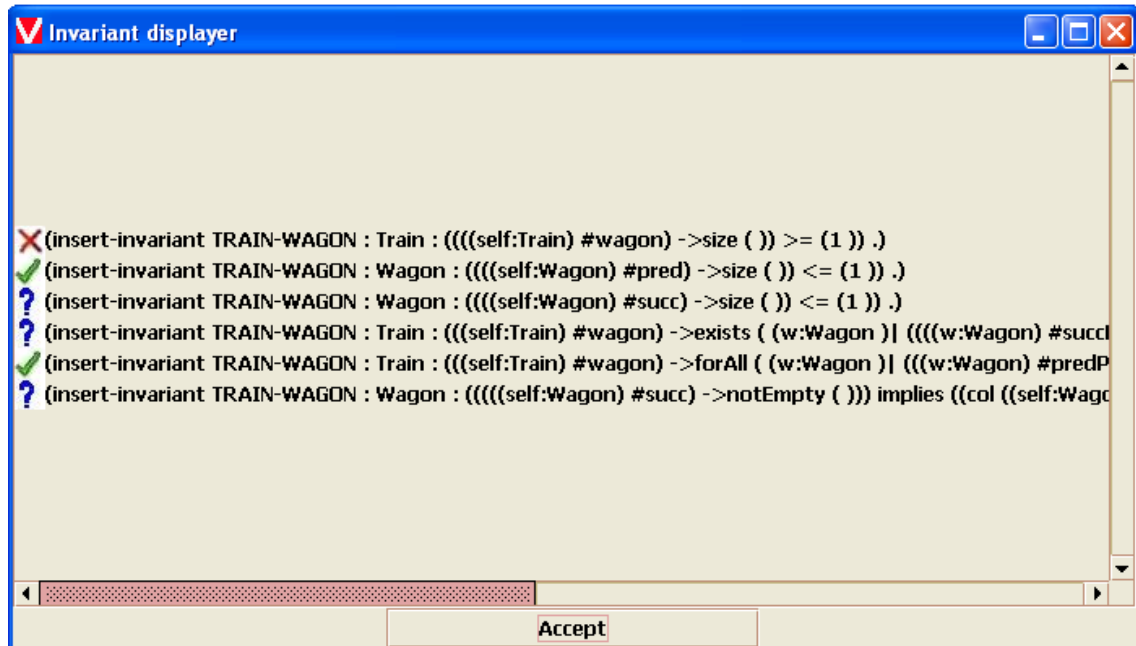 Invariant displayer
(insert-invariant TRAIN-WAGON : Train : ((((self:Train) #wagon) ->size ( )) >= (1 )) .)
(insert-invariant TRAIN-WAGON : Wagon : ((((self:Wagon) #pred) ->size ( )) <= (1 )) .)
(insert-invariant TRAIN-WAGON : Wagon : ((((self:Wagon) #succ) ->size ( )) <= (1 )) .)
(insert-invariant TRAIN-WAGON : Train : (((self:Train) #wagon) ->exists ( (w:Wagon )| ((((w:Wagon) #succ
(insert-invariant TRAIN-WAGON : Train : (((self:Train) #wagon) ->forAll ( (w:Wagon )| (((w:Wagon) #predP
(insert-invariant TRAIN-WAGON : Wagon : (((((self:Wagon) #succ) ->notEmpty ( ))) implies ((col ((self:Wag
Accept